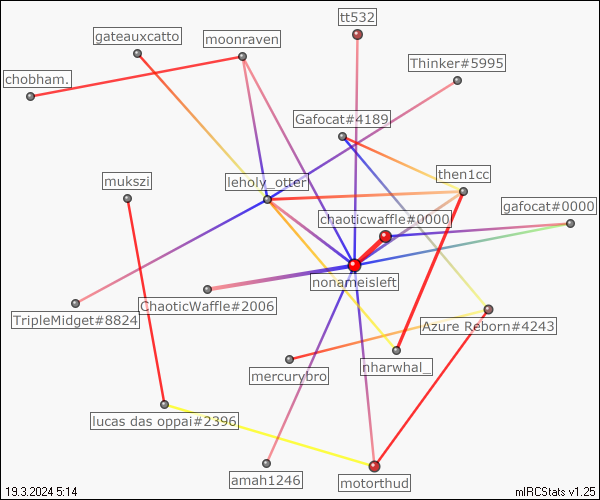 tt532
gateauxcatto
moonraven
Thinker#5995
chobham.
Gafocat#4189
then1cc
mukszi
leholy_otter
gafocat#0000
chaoticwaffle#0000
nonameisleft
ChaoticWaffle#2006
TripleMidget#8824
Azure Reborn#4243
nharwhal_
mercurybro
lucas das oppai#2396
amah1246
motorthud
19.3.2024 5:14
mIRCStats v1.25